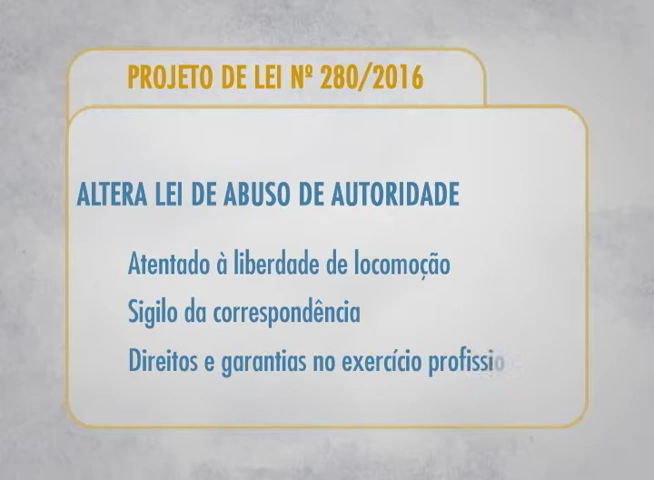 PROJETO DE LEI Nº 280/2016
ALTERA LEI DE ABUSO DE AUTORIDADE
Atentado à liberdade de locomoção
Sigilo da correspondência
Direitos e garantias no exercício profissio